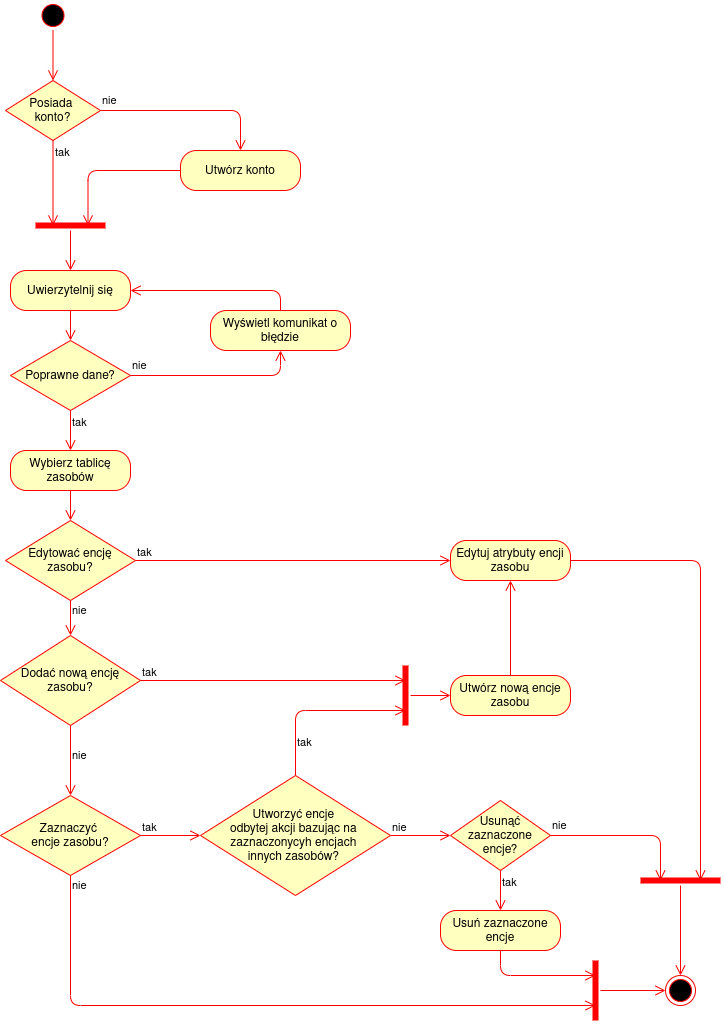 Posiada
konto?
nie
tak
Utwórz konto
Uwierzytelnij się
Wyświetl komunikat o
błędzie
Poprawne dane?
nie
tak
Wybierz tablicę
zasobów
Edytować encję
zasobu?
tak
Edytuj atrybuty encji
zasobu
nie
Dodać nową encję
zasobu?
tak
Utwórz nową encje
zasobu
tak
nie
Zaznaczyć
encje zasobu?
tak
Utworzyć encje
odbytej akcji bazując na
zaznaczonycyh encjach
innych zasobów?
nie
Usunąć
zaznaczone
encje?
nie
nie
tak
Usuń zaznaczone
encje